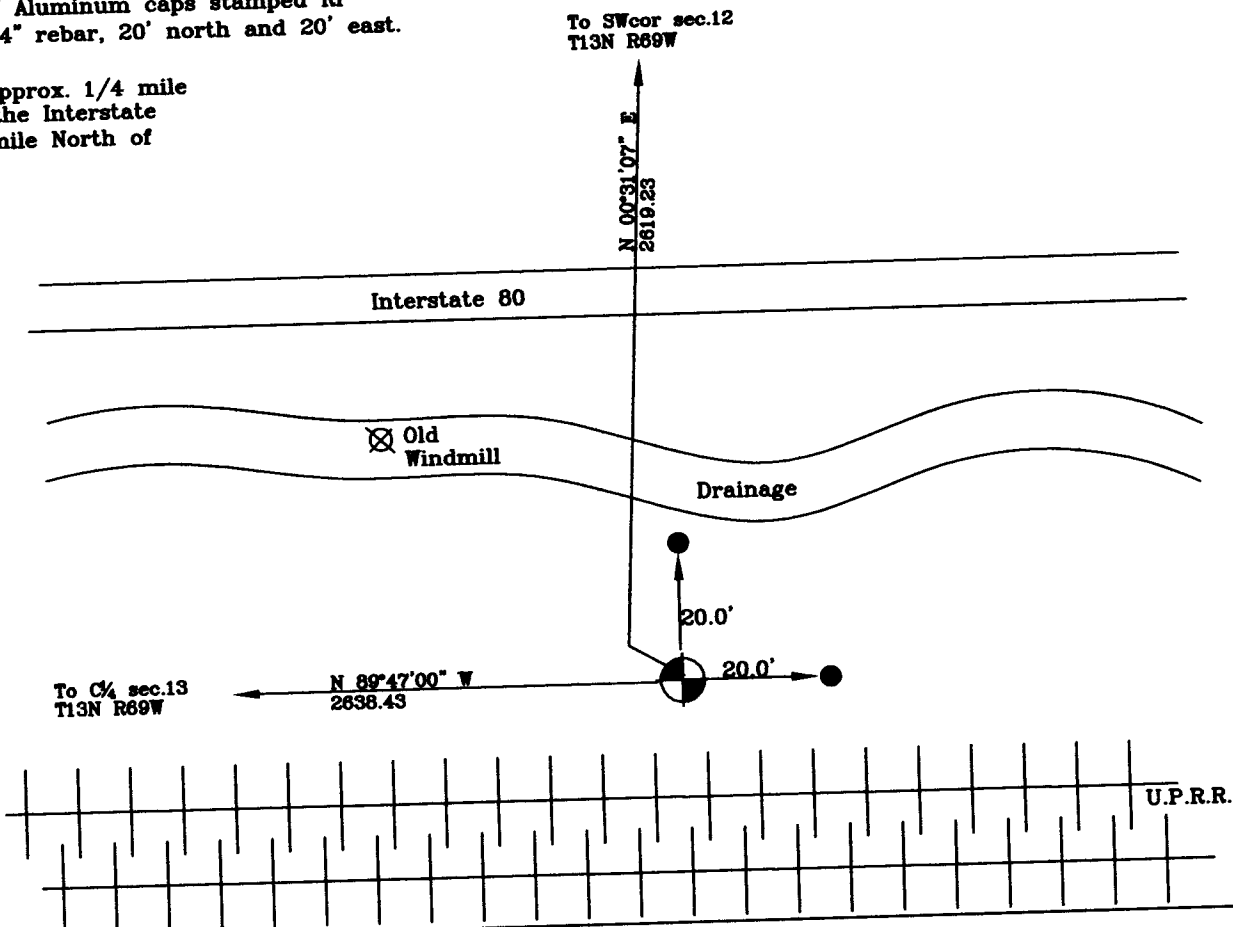 Aluminum caps stamped
4" rebar, 20' north and 20' east.
pprox. 1/4 mile
the Interstate
mile North of
To SWcor sec.12
T13N R69W
N 00°31'07" E
2619.23
Interstate 80
Old
Windmill
Drainage
20.0'
20.0'
To C¼ sec.13
T13N R69W
N 89°47'00" W
2638.43
U.P.R.R.